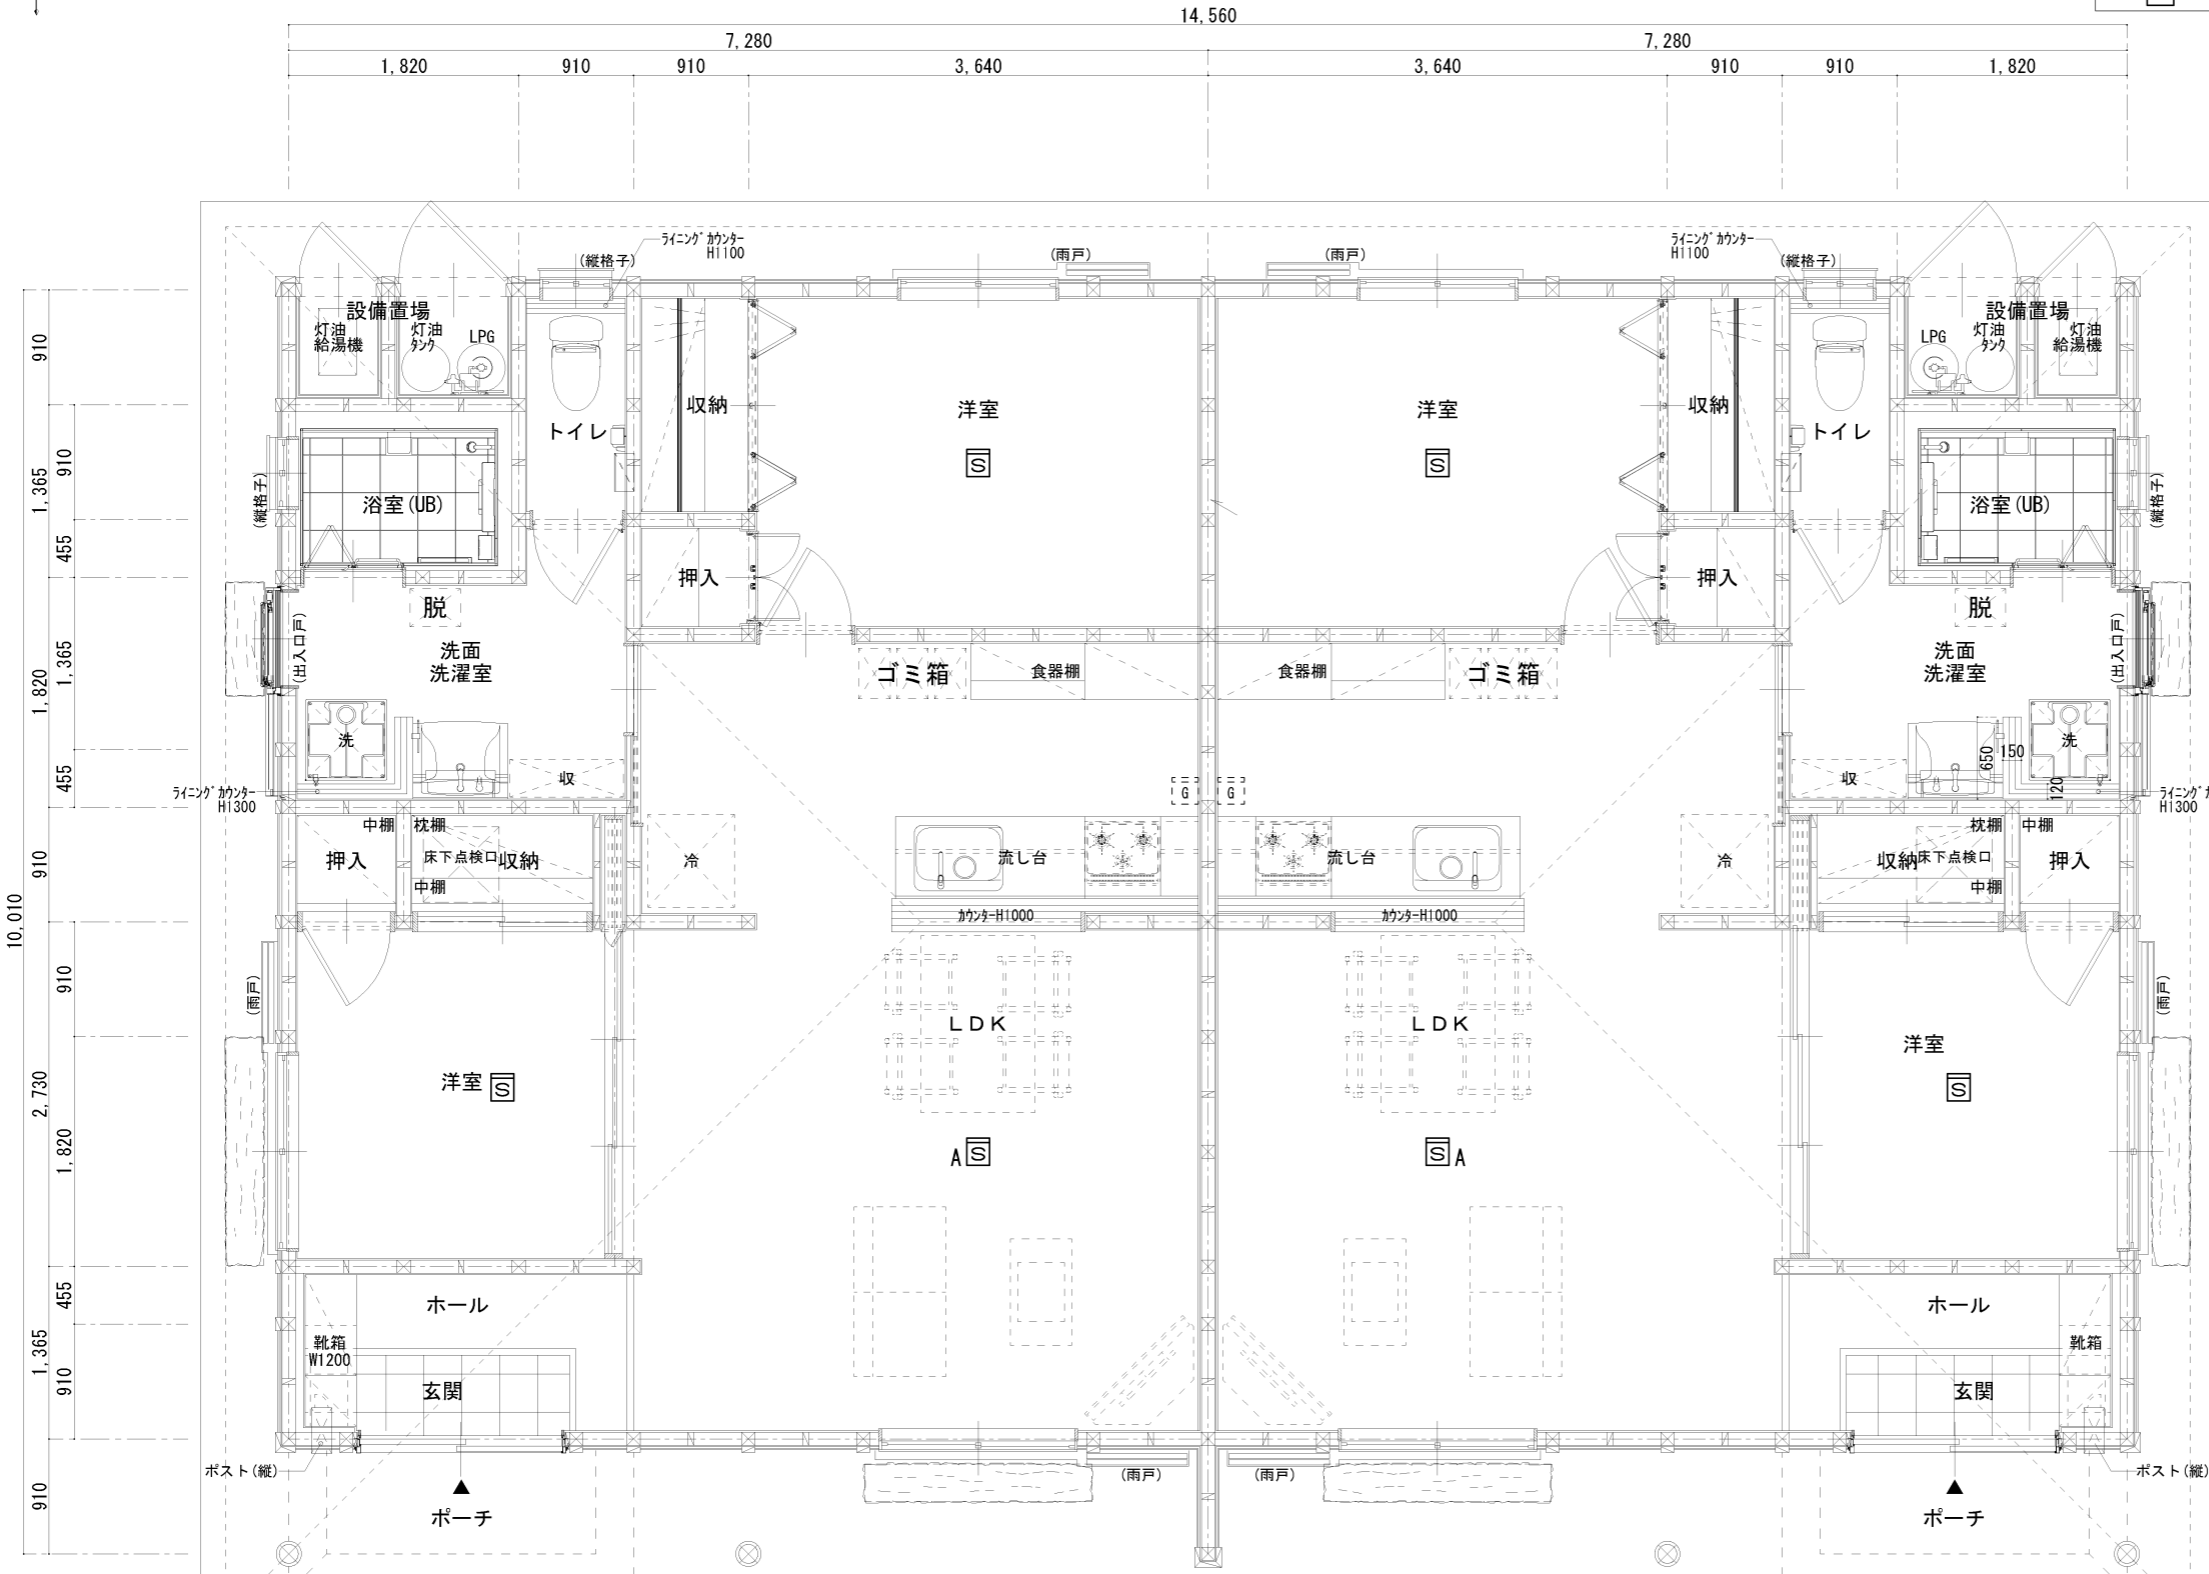 14,560
7,280
7,280
1,820
910
910
3,640
3,640
910
910
1,820
S
ライニングカウンター
H1100
(縦格子)
(雨戸)
(雨戸)
ライニングカウンター
H1100
(縦格子)
設備置場
灯油
給湯機
灯油
タンク
LPG
設備置場
LPG
灯油
タンク
灯油
給湯機
910
収納
洋室
S
洋室
S
収納
トイレ
トイレ
1,365
910
455
(縦格子)
浴室(UB)
浴室(UB)
(縦格子)
押入
押入
脱
脱
(出入口戸)
洗面
洗濯室
ゴミ箱
食器棚
食器棚
ゴミ箱
洗面
洗濯室
(出入口戸)
1,820
1,365
455
洗
収
G
G
収
650
150
120
洗
ライニングカウンター
H1300
ライニングカ
H1300
910
押入
中棚
枕棚
床下点検口
収納
中棚
冷
流し台
流し台
冷
収納
床下点検口
枕棚
中棚
中棚
押入
カウンターH1000
カウンターH1000
10,010
(雨戸)
(雨戸)
2,730
910
1,820
LDK
LDK
洋室
S
洋室
S
A
S
S
A
1,365
455
910
ホール
ホール
靴箱
W1200
靴箱
玄関
玄関
ポスト(縦)
(雨戸)
(雨戸)
ポスト(縦)
910
ポーチ
ポーチ